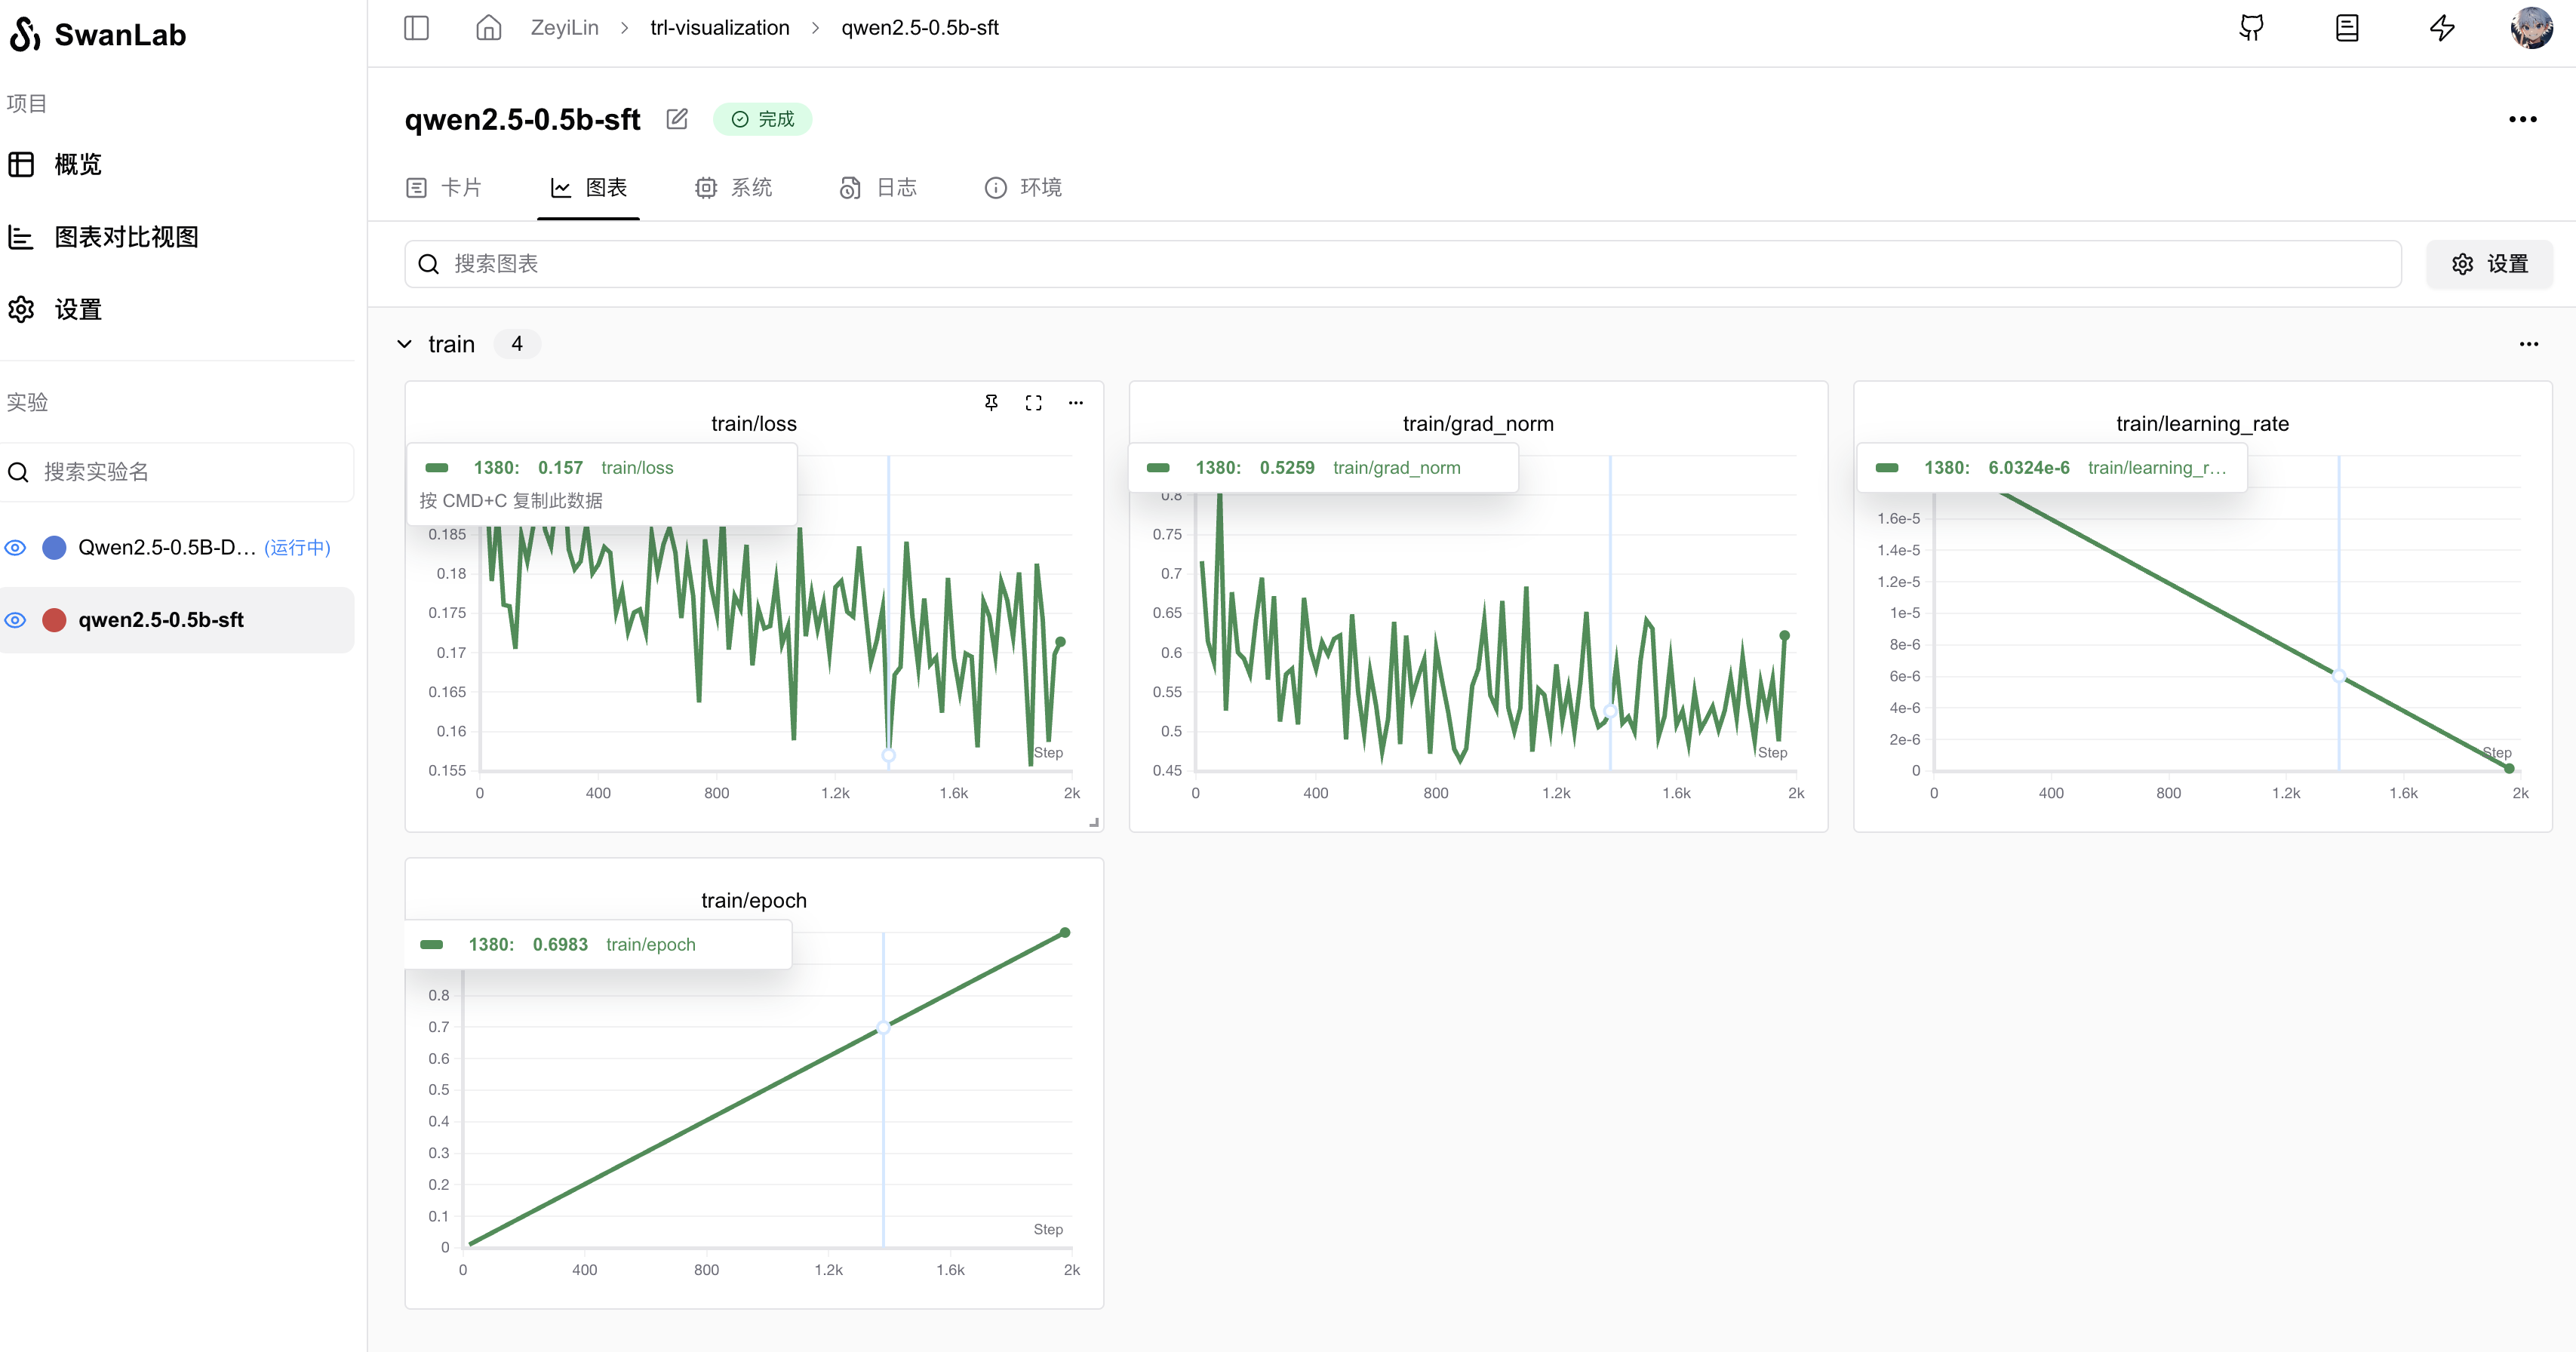 SwanLab
项目
概览
图表对比视图
设置
实验
搜索实验名
Qwen2.5-0.5B-D... (运行中)
qwen2.5-0.5b-sft
ZeyiLin > trl-visualization > qwen2.5-0.5b-sft
qwen2.5-0.5b-sft 完成
卡片 图表 系统 日志 环境
搜索图表 设置
train 4
train/loss
1380: 0.157 train/loss
按 CMD+C 复制此数据
0.185
0.18
0.175
0.17
0.165
0.16
0.155
Step
0 400 800 1.2k 1.6k 2k
train/grad_norm
1380: 0.5259 train/grad_norm
0.8
0.75
0.7
0.65
0.6
0.55
0.5
0.45
Step
0 400 800 1.2k 1.6k 2k
train/learning_rate
1380: 6.0324e-6 train/learning_r...
1.6e-5
1.4e-5
1.2e-5
1e-5
8e-6
6e-6
4e-6
2e-6
0
Step
0 400 800 1.2k 1.6k 2k
train/epoch
1380: 0.6983 train/epoch
0.8
0.7
0.6
0.5
0.4
0.3
0.2
0.1
0
Step
0 400 800 1.2k 1.6k 2k